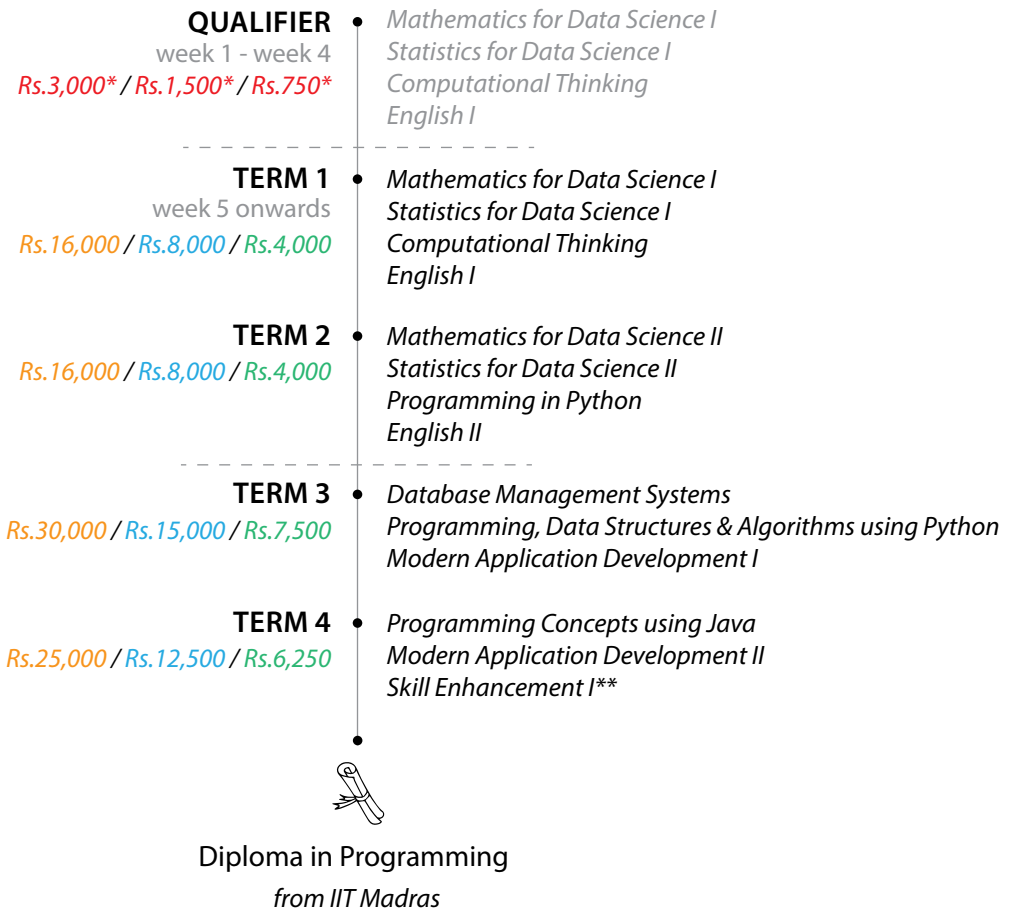 QUALIFIER
week 1 - week 4
Rs.3,000* / Rs.1,500* / Rs.750*
Mathematics for Data Science I
Statistics for Data Science I
Computational Thinking
English I
TERM 1
week 5 onwards
Rs.16,000 / Rs.8,000 / Rs.4,000
Mathematics for Data Science I
Statistics for Data Science I
Computational Thinking
English I
TERM 2
Rs.16,000 / Rs.8,000 / Rs.4,000
Mathematics for Data Science II
Statistics for Data Science II
Programming in Python
English II
TERM 3
Rs.30,000 / Rs.15,000 / Rs.7,500
Database Management Systems
Programming, Data Structures & Algorithms using Python
Modern Application Development I
TERM 4
Rs.25,000 / Rs.12,500 / Rs.6,250
Programming Concepts using Java
Modern Application Development II
Skill Enhancement I**
Diploma in Programming
from IIT Madras